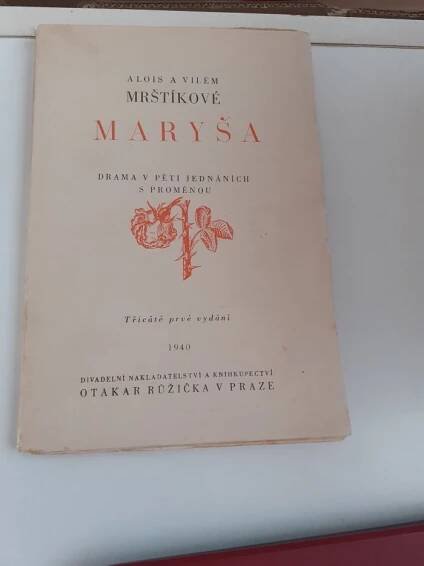 ALOIS A VILÉM
MRŠTÍKOVÉ
MARYŠA
DRAMA V PĚTI JEDNÁNÍCH
S PROMĚNOU
Třicáté prvé vydání
1940
DIVADELNÍ NAKLADATELSTVÍ A KNIHKUPECTVÍ
OTAKAR RŮŽIČKA V PRAZE